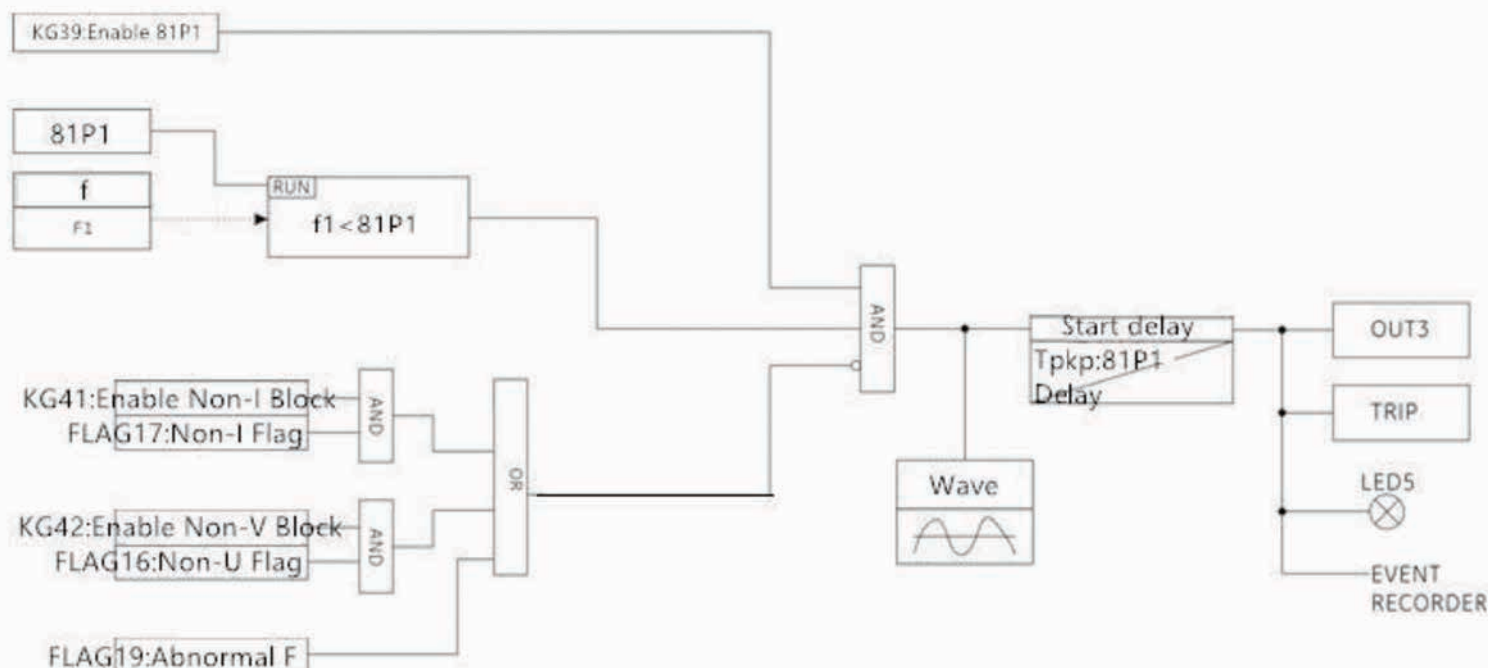 KG39:Enable 81P1
81P1
f
F1
RUN
f1<81P1
AND
Start delay
Tpkp:81P1
Delay
OUT3
TRIP
LED5
EVENT
RECORDER
Wave
KG41:Enable Non-I Block
FLAG17:Non-I Flag
AND
OR
KG42:Enable Non-V Block
FLAG16:Non-U Flag
AND
FLAG19:Abnormal F